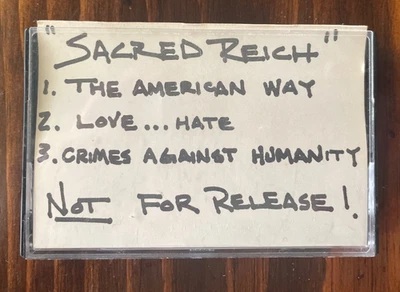 "SACRED REICH"
1. THE AMERICAN WAY
2. LOVE...HATE
3. CRIMES AGAINST HUMANITY
NOT FOR RELEASE!